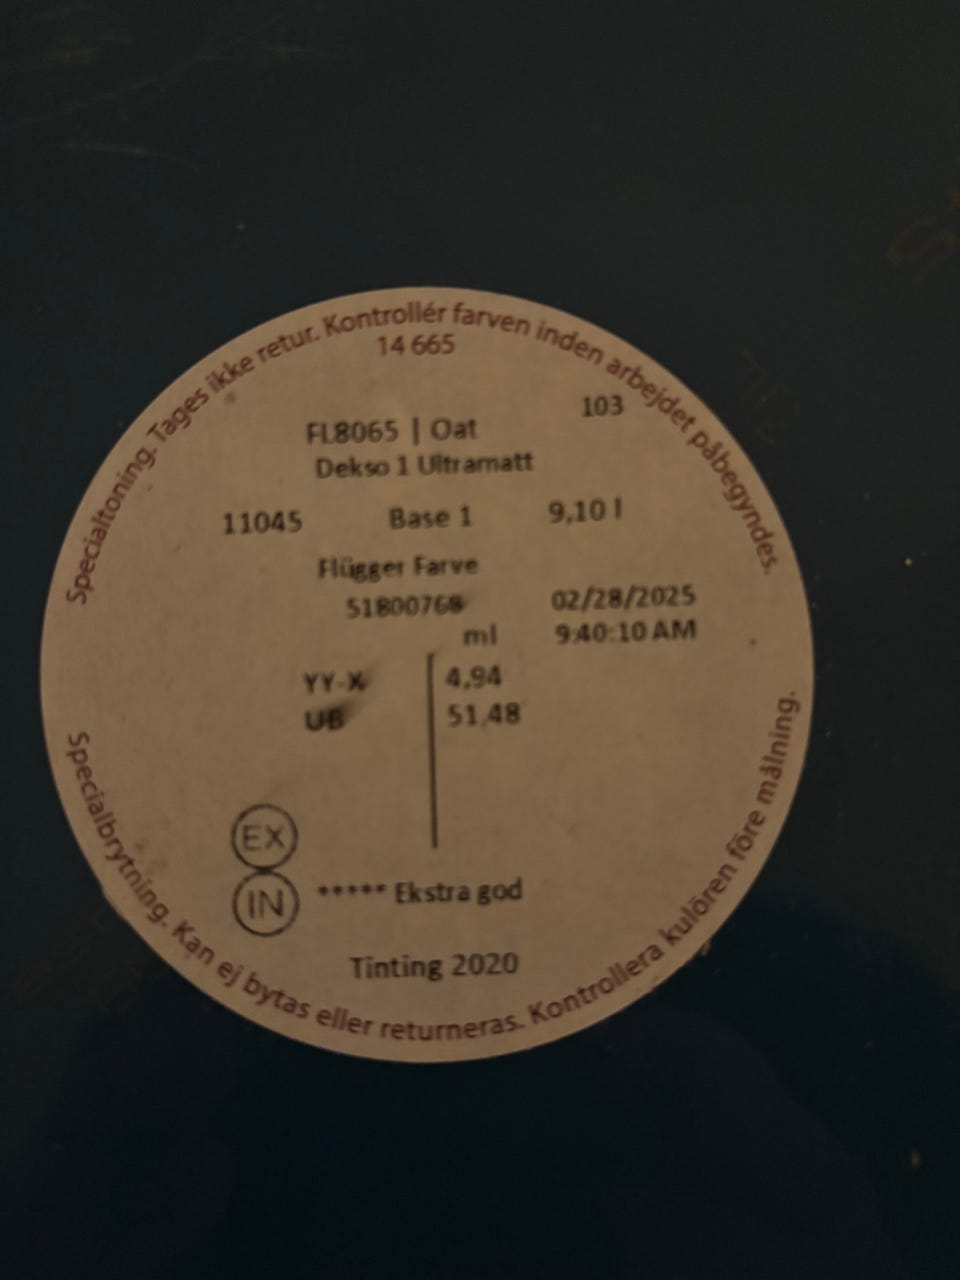 Specialtoning. Tages ikke retur. Kontrollér farven inden arbejdet påbegyndes.
14 665
103
FL8065 | Oat
Dekso 1 Ultramatt
11045 Base 1 9,10 l
Flügger Farve
51800768 02/28/2025
ml 9:40:10 AM
YY-X 4,94
UB 51,48
EX
IN ***** Ekstra god
Tinting 2020
Specialbrytning. Kan ej bytas eller returneras. Kontrollera kulören före målning.